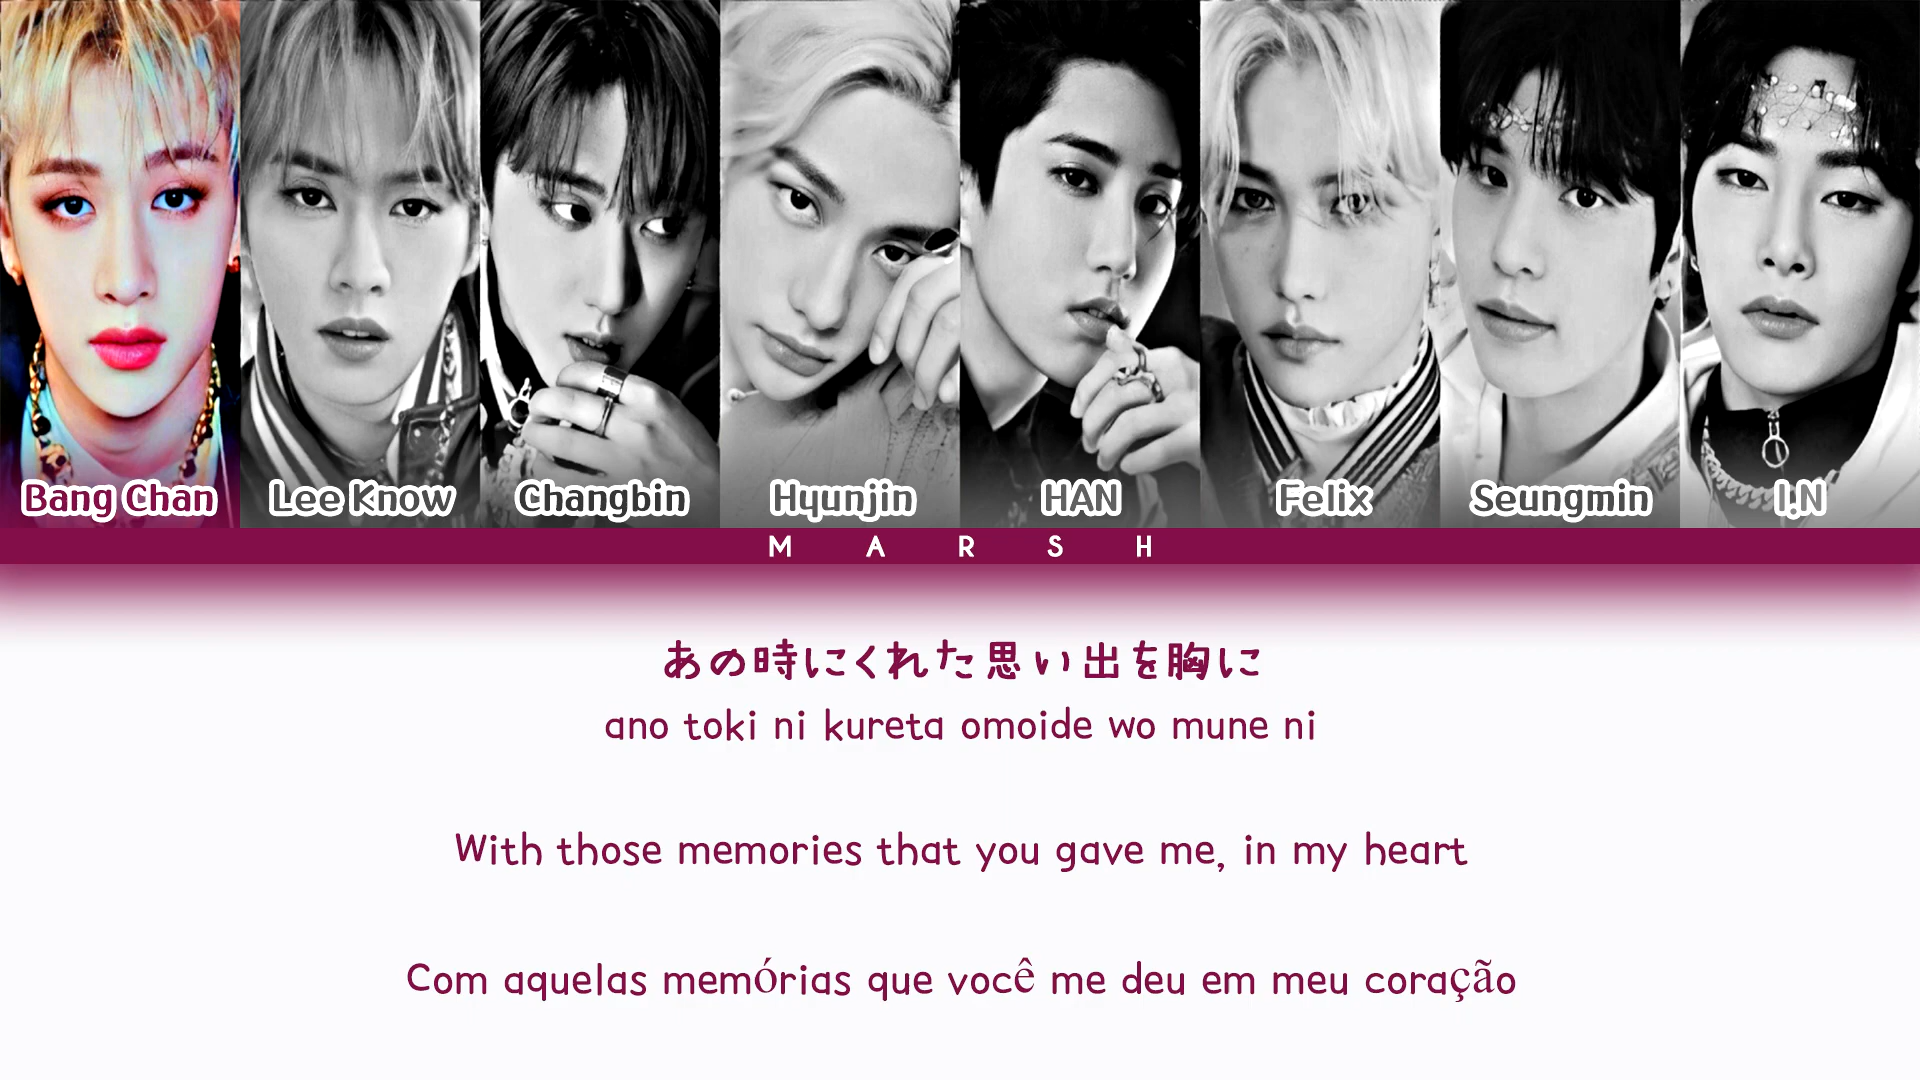 Bang Chan Lee Know Changbin Hyunjin HAN Felix Seungmin I.N
MARSH
あの時にくれた思い出を胸に
ano toki ni kureta omoide wo mune ni
With those memories that you gave me, in my heart
Com aquelas memórias que você me deu em meu coração